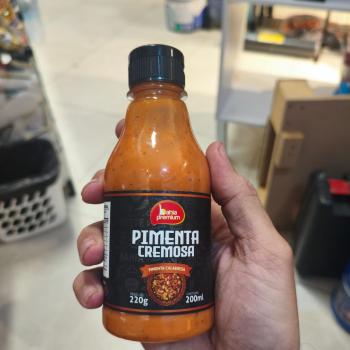 Bahia
premium
PIMENTA
CREMOSA
PIMENTA CALABRESA
220g
200ml